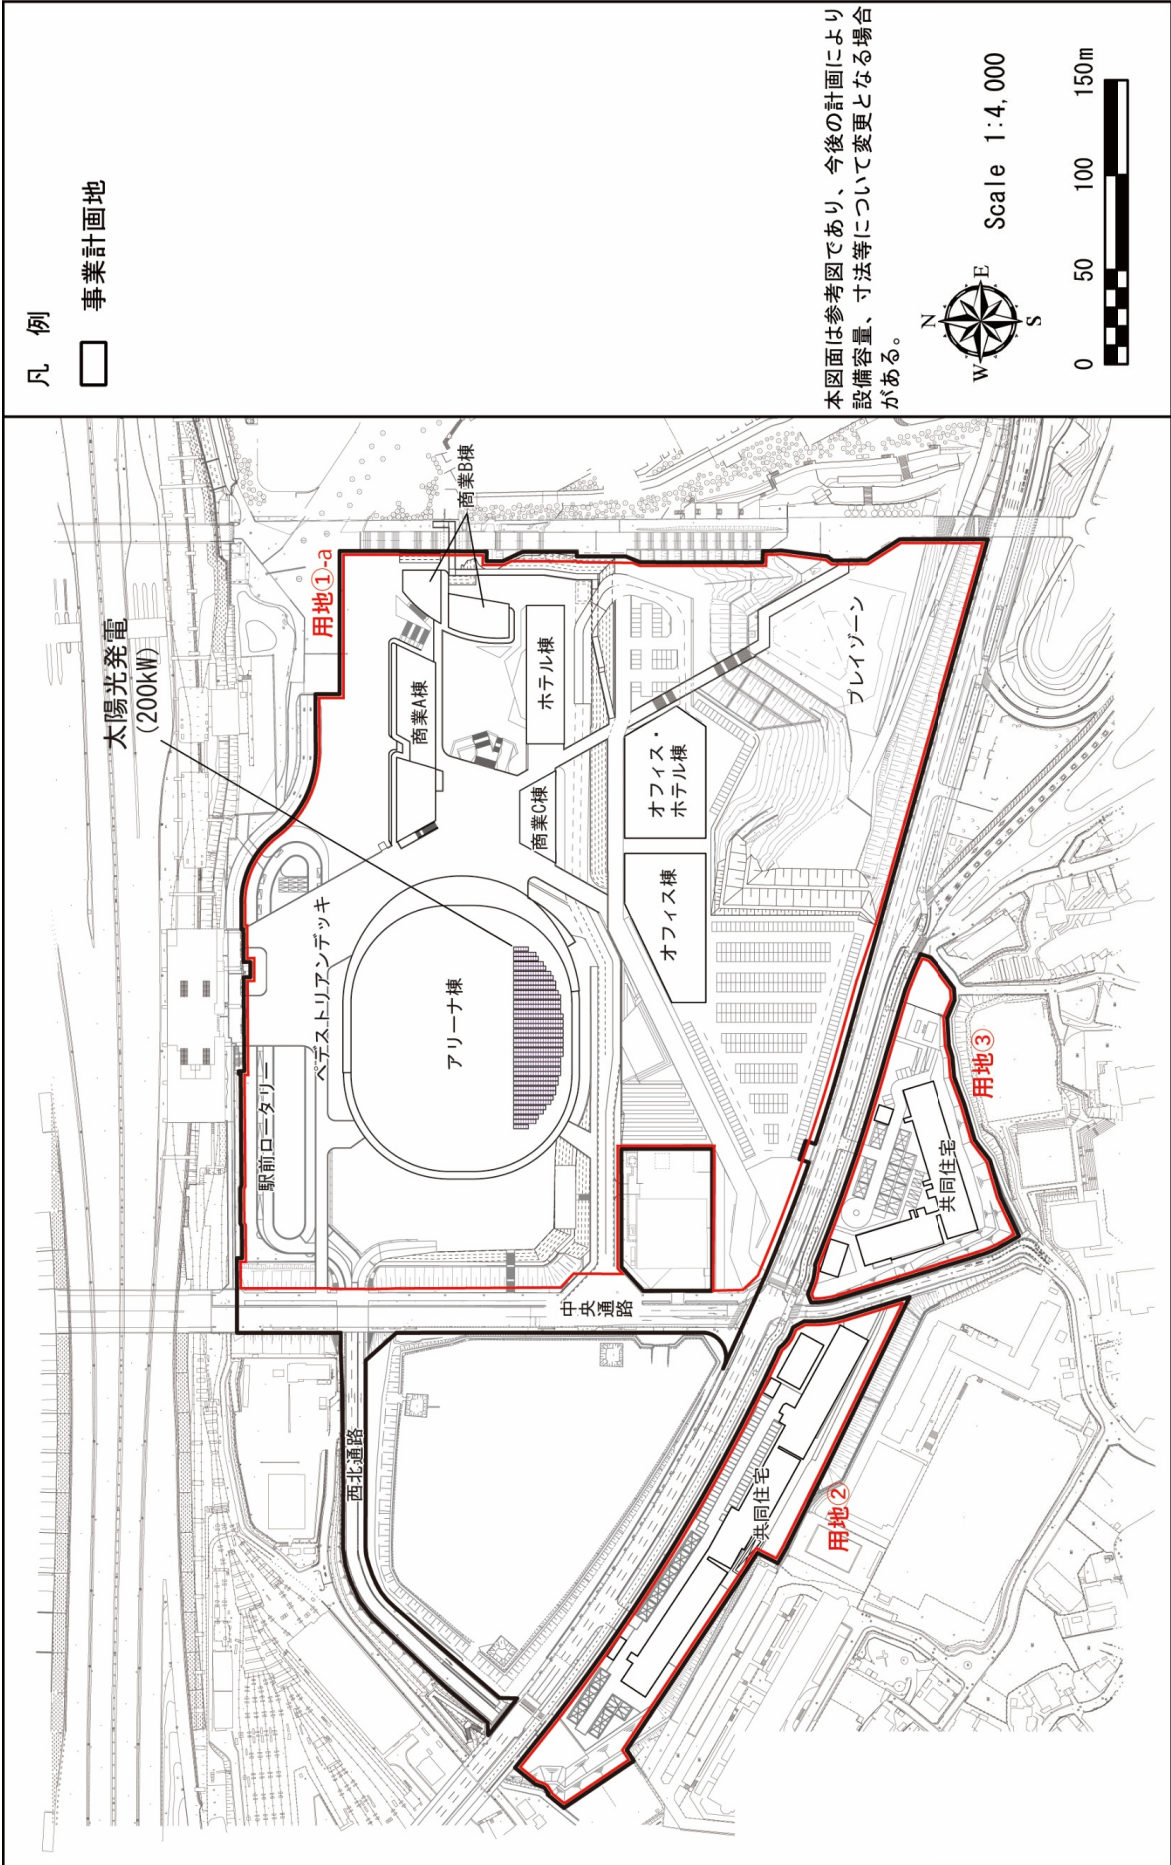 凡 例
事業計画地
本図面は参考図であり、今後の計画により
設備容量、寸法等について変更となる場合
がある。
N
W
E
S
Scale 1:4,000
0
50
100
150m
太陽光発電
(200kW)
用地①-a
商業B棟
商業A棟
ホテル棟
商業C棟
ペデストリアンデッキ
駅前ロータリー
アリーナ棟
オフィス・
ホテル棟
オフィス棟
プレイゾーン
中央
通路
西北通路
共同住宅
用地②
共同住宅
用地③